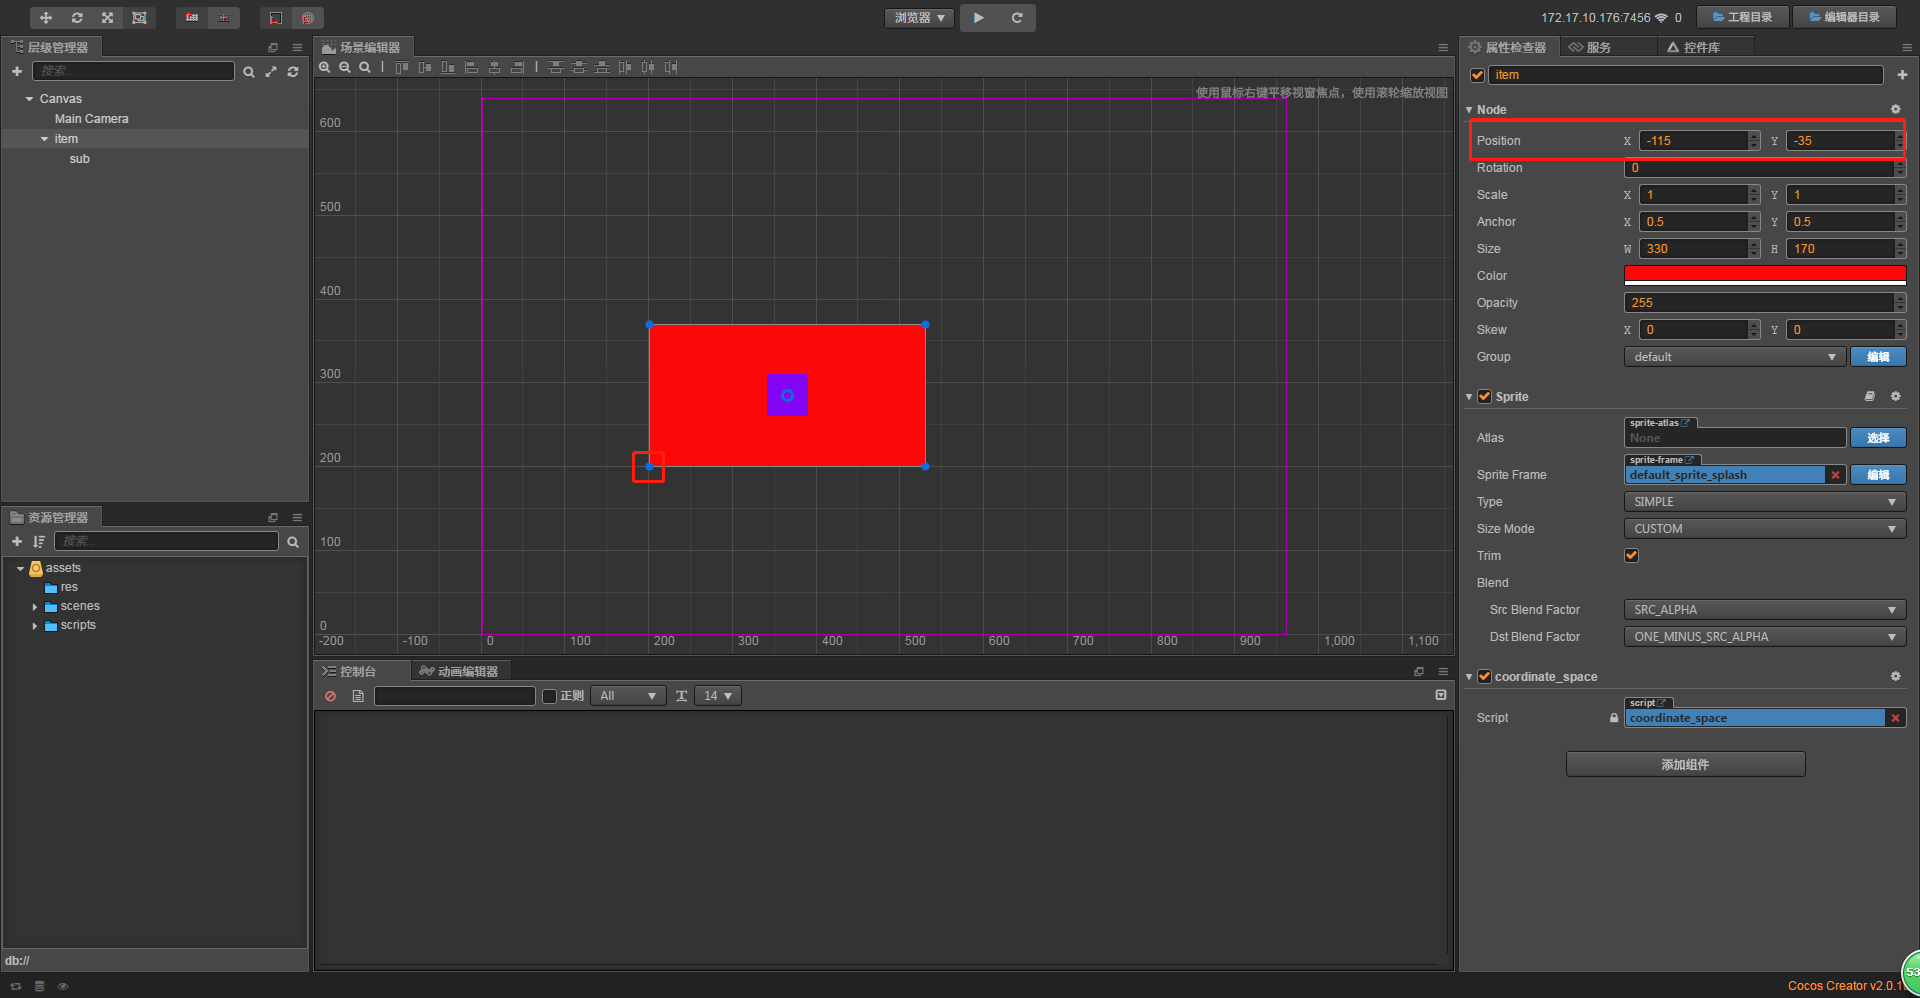 浏览器
172.17.10.176:7456 0
工程目录
编辑器目录
层级管理器
搜索...
Canvas
Main Camera
item
sub
场景编辑器
使用鼠标右键平移视窗焦点，使用滚轮缩放视图
600
500
400
300
200
100
0
-200 -100 0 100 200 300 400 500 600 700 800 900 1,000 1,100
资源管理器
搜索...
assets
res
scenes
scripts
db://
控制台
动画编辑器
正则
All
14
属性检查器
服务
控件库
item
Node
Position X -115 Y -35
Rotation 0
Scale X 1 Y 1
Anchor X 0.5 Y 0.5
Size W 330 H 170
Color
Opacity 255
Skew X 0 Y 0
Group default 编辑
Sprite
sprite-atlas
Atlas None 选择
sprite-frame
Sprite Frame default_sprite_splash 编辑
Type SIMPLE
Size Mode CUSTOM
Trim
Blend
Src Blend Factor SRC_ALPHA
Dst Blend Factor ONE_MINUS_SRC_ALPHA
coordinate_space
script
Script coordinate_space
添加组件
53
Cocos Creator v2.0.1